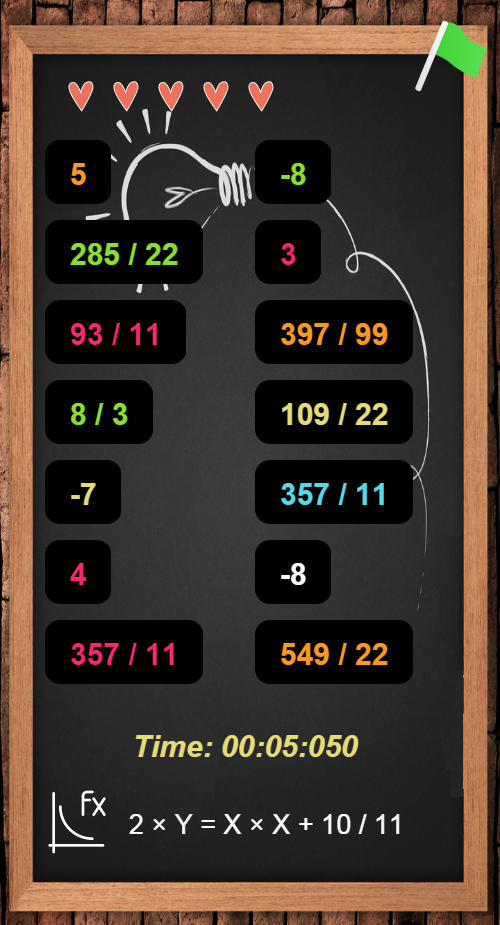 5 -8
285 / 22 3
93 / 11 397 / 99
8 / 3 109 / 22
-7 357 / 11
4 -8
357 / 11 549 / 22
Time: 00:05:050
Fx 2 × Y = X × X + 10 / 11